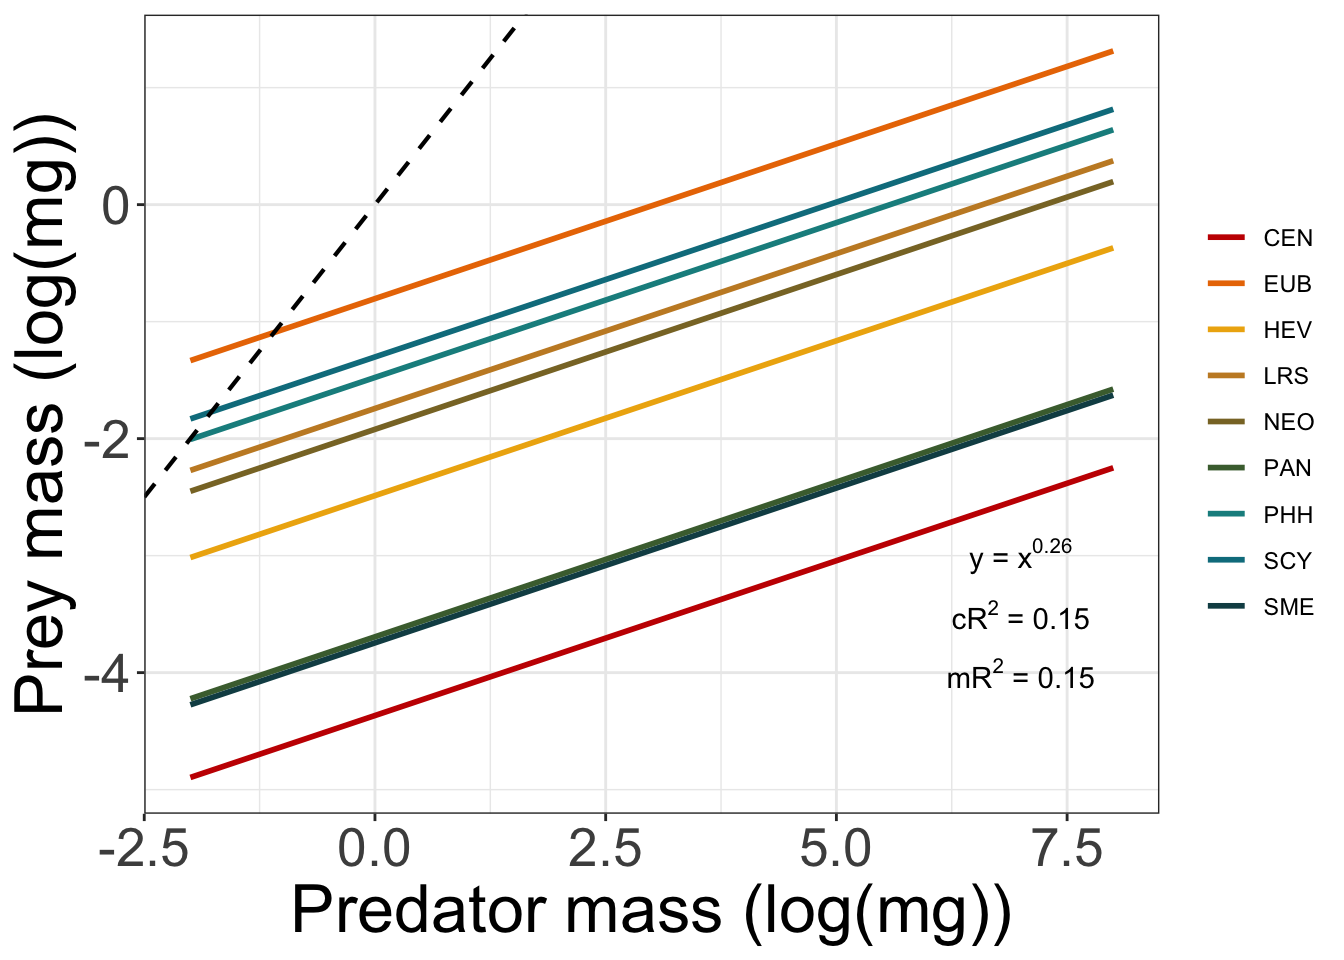 Prey mass (log(mg))
0
-2
-4
-2.5 0.0 2.5 5.0 7.5
Predator mass (log(mg))
y = x^0.26
cR² = 0.15
mR² = 0.15
CEN
EUB
HEV
LRS
NEO
PAN
PHH
SCY
SME